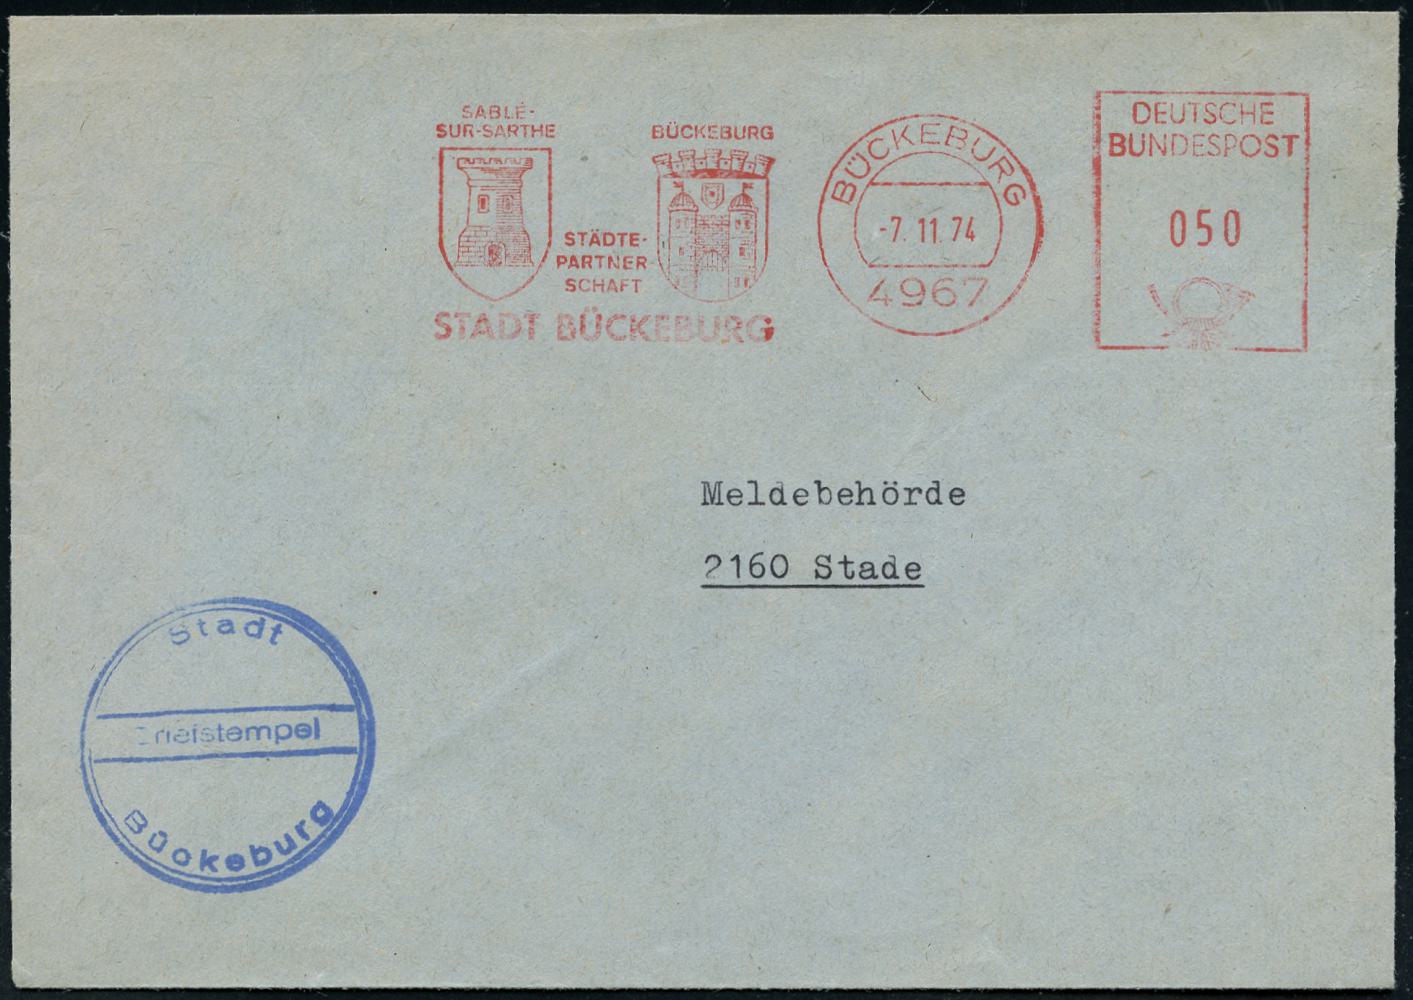 SABLÉ-
SUR-SARTHE
BÜCKEBURG
STÄDTE-
PARTNER
SCHAFT
STADT BÜCKEBURG
BÜCKEBURG
-7. 11. 74
4967
DEUTSCHE
BUNDESPOST
050
Meldebehörde
2160 Stade
Stadt
Briefstempel
Bückeburg